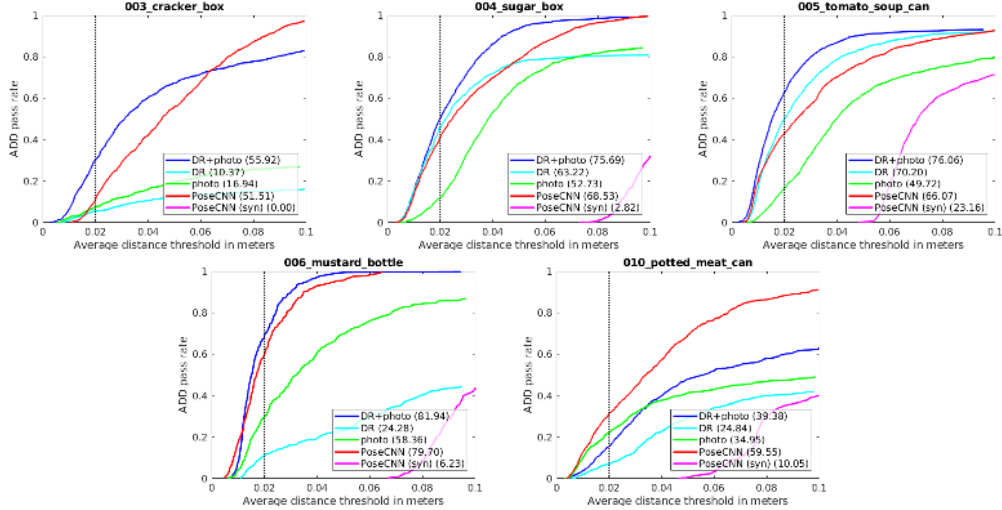 003_cracker_box
1
0.8
0.6
0.4
0.2
0
ADD pass rate
DR+photo (55.92)
DR (10.37)
photo (16.94)
PoseCNN (51.51)
PoseCNN (syn) (0.00)
0 0.02 0.04 0.06 0.08 0.1
Average distance threshold in meters
004_sugar_box
1
0.8
0.6
0.4
0.2
0
ADD pass rate
DR+photo (75.69)
DR (63.22)
photo (52.73)
PoseCNN (68.53)
PoseCNN (syn) (2.82)
0 0.02 0.04 0.06 0.08 0.1
Average distance threshold in meters
005_tomato_soup_can
1
0.8
0.6
0.4
0.2
0
ADD pass rate
DR+photo (76.06)
DR (70.20)
photo (49.72)
PoseCNN (66.07)
PoseCNN (syn) (23.16)
0 0.02 0.04 0.06 0.08 0.1
Average distance threshold in meters
006_mustard_bottle
1
0.8
0.6
0.4
0.2
0
ADD pass rate
DR+photo (81.94)
DR (24.28)
photo (58.36)
PoseCNN (79.70)
PoseCNN (syn) (6.23)
0 0.02 0.04 0.06 0.08 0.1
Average distance threshold in meters
010_potted_meat_can
1
0.8
0.6
0.4
0.2
0
ADD pass rate
DR+photo (39.38)
DR (24.84)
photo (34.95)
PoseCNN (59.55)
PoseCNN (syn) (10.05)
0 0.02 0.04 0.06 0.08 0.1
Average distance threshold in meters